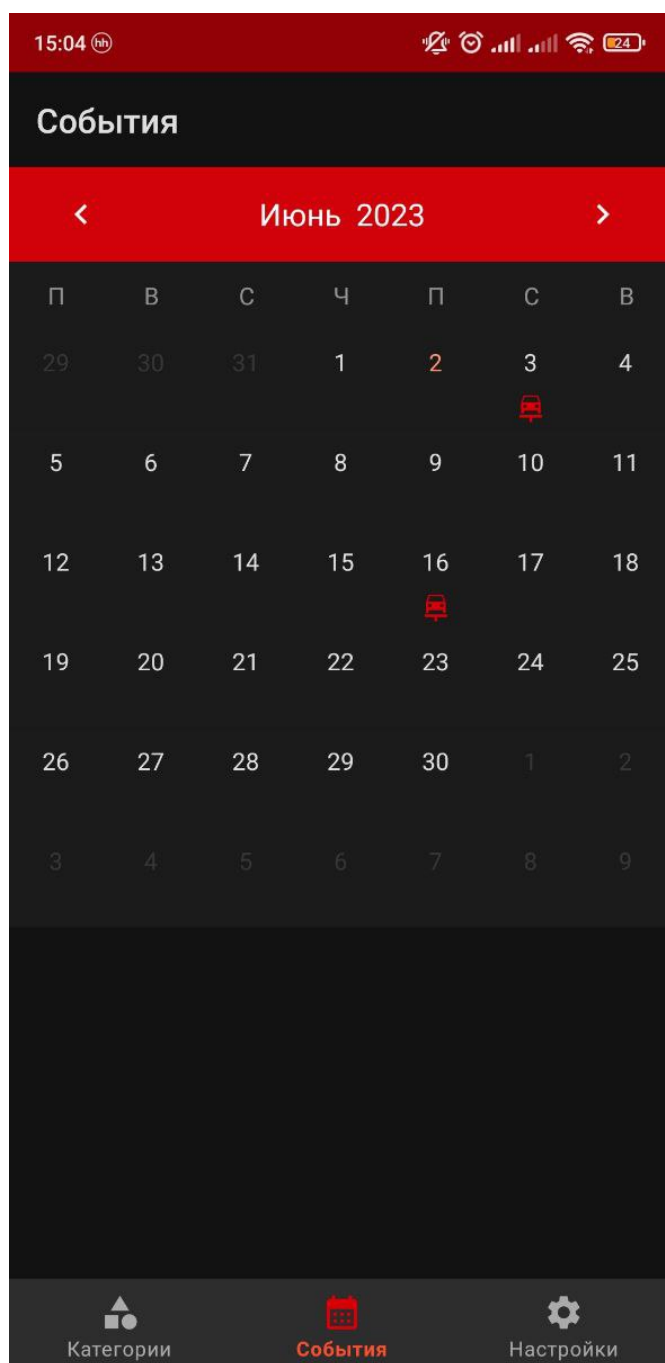 15:04 hh 24
События
Июнь 2023
П В С Ч П С В
29 30 31 1 2 3 4
5 6 7 8 9 10 11
12 13 14 15 16 17 18
19 20 21 22 23 24 25
26 27 28 29 30 1 2
3 4 5 6 7 8 9
Категории События Настройки